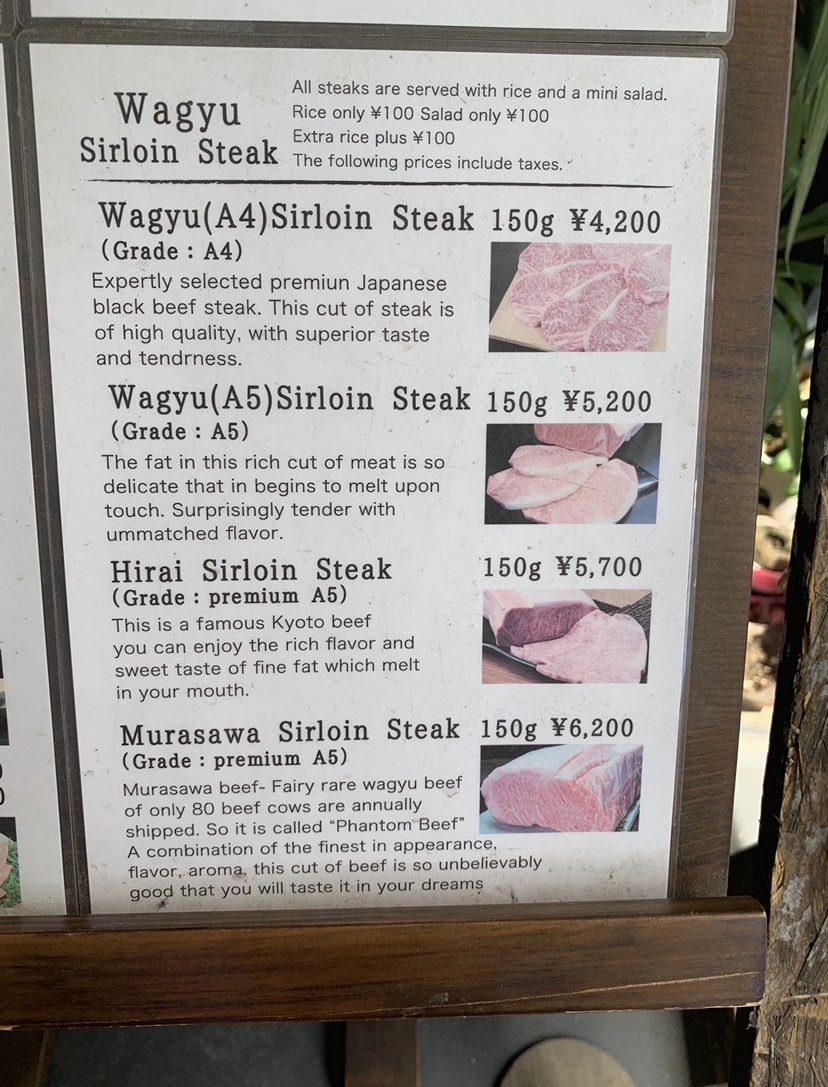 Wagyu
Sirloin Steak
All steaks are served with rice and a mini salad.
Rice only ¥100 Salad only ¥100
Extra rice plus ¥100
The following prices include taxes.
Wagyu(A4)Sirloin Steak 150g ¥4,200
(Grade : A4)
Expertly selected premiun Japanese
black beef steak. This cut of steak is
of high quality, with superior taste
and tendrness.
Wagyu(A5)Sirloin Steak 150g ¥5,200
(Grade : A5)
The fat in this rich cut of meat is so
delicate that in begins to melt upon
touch. Surprisingly tender with
ummatched flavor.
Hirai Sirloin Steak 150g ¥5,700
(Grade : premium A5)
This is a famous Kyoto beef
you can enjoy the rich flavor and
sweet taste of fine fat which melt
in your mouth.
Murasawa Sirloin Steak 150g ¥6,200
(Grade : premium A5)
Murasawa beef- Fairy rare wagyu beef
of only 80 beef cows are annually
shipped. So it is called “Phantom Beef”
A combination of the finest in appearance,
flavor, aroma, this cut of beef is so unbelievably
good that you will taste it in your dreams